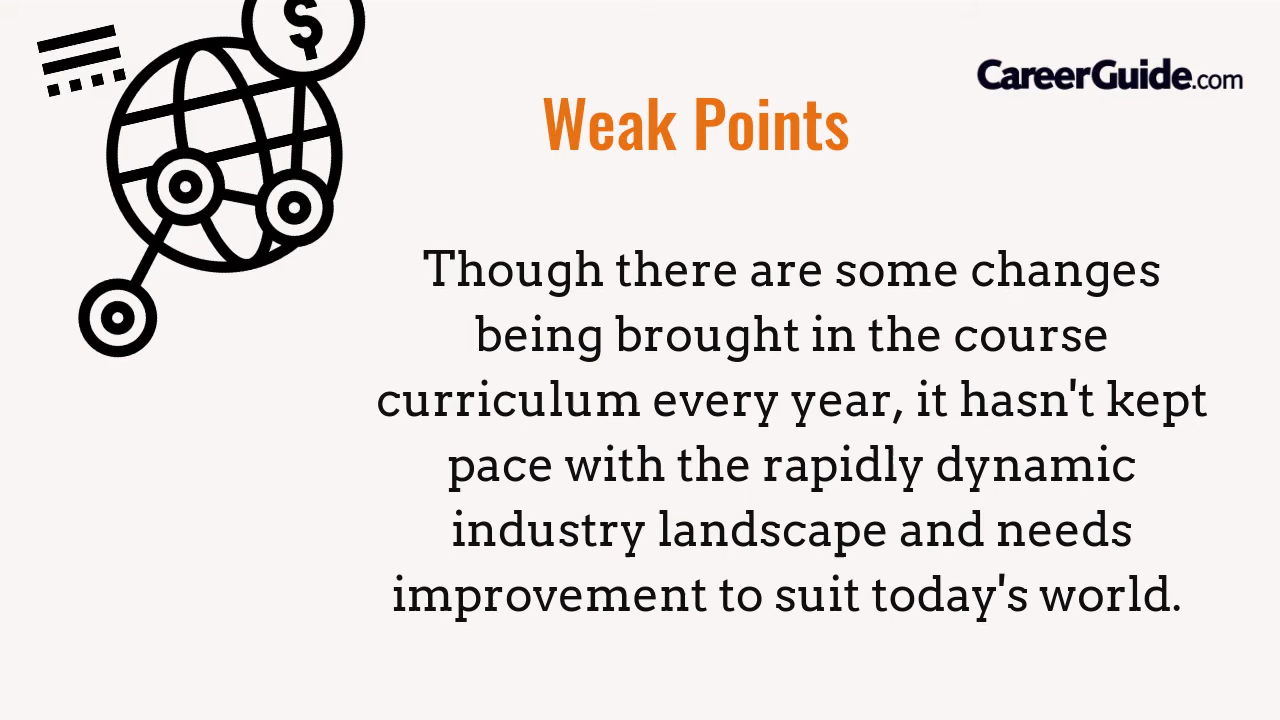 $
CareerGuide.com
Weak Points
Though there are some changes
being brought in the course
curriculum every year, it hasn't kept
pace with the rapidly dynamic
industry landscape and needs
improvement to suit today's world.